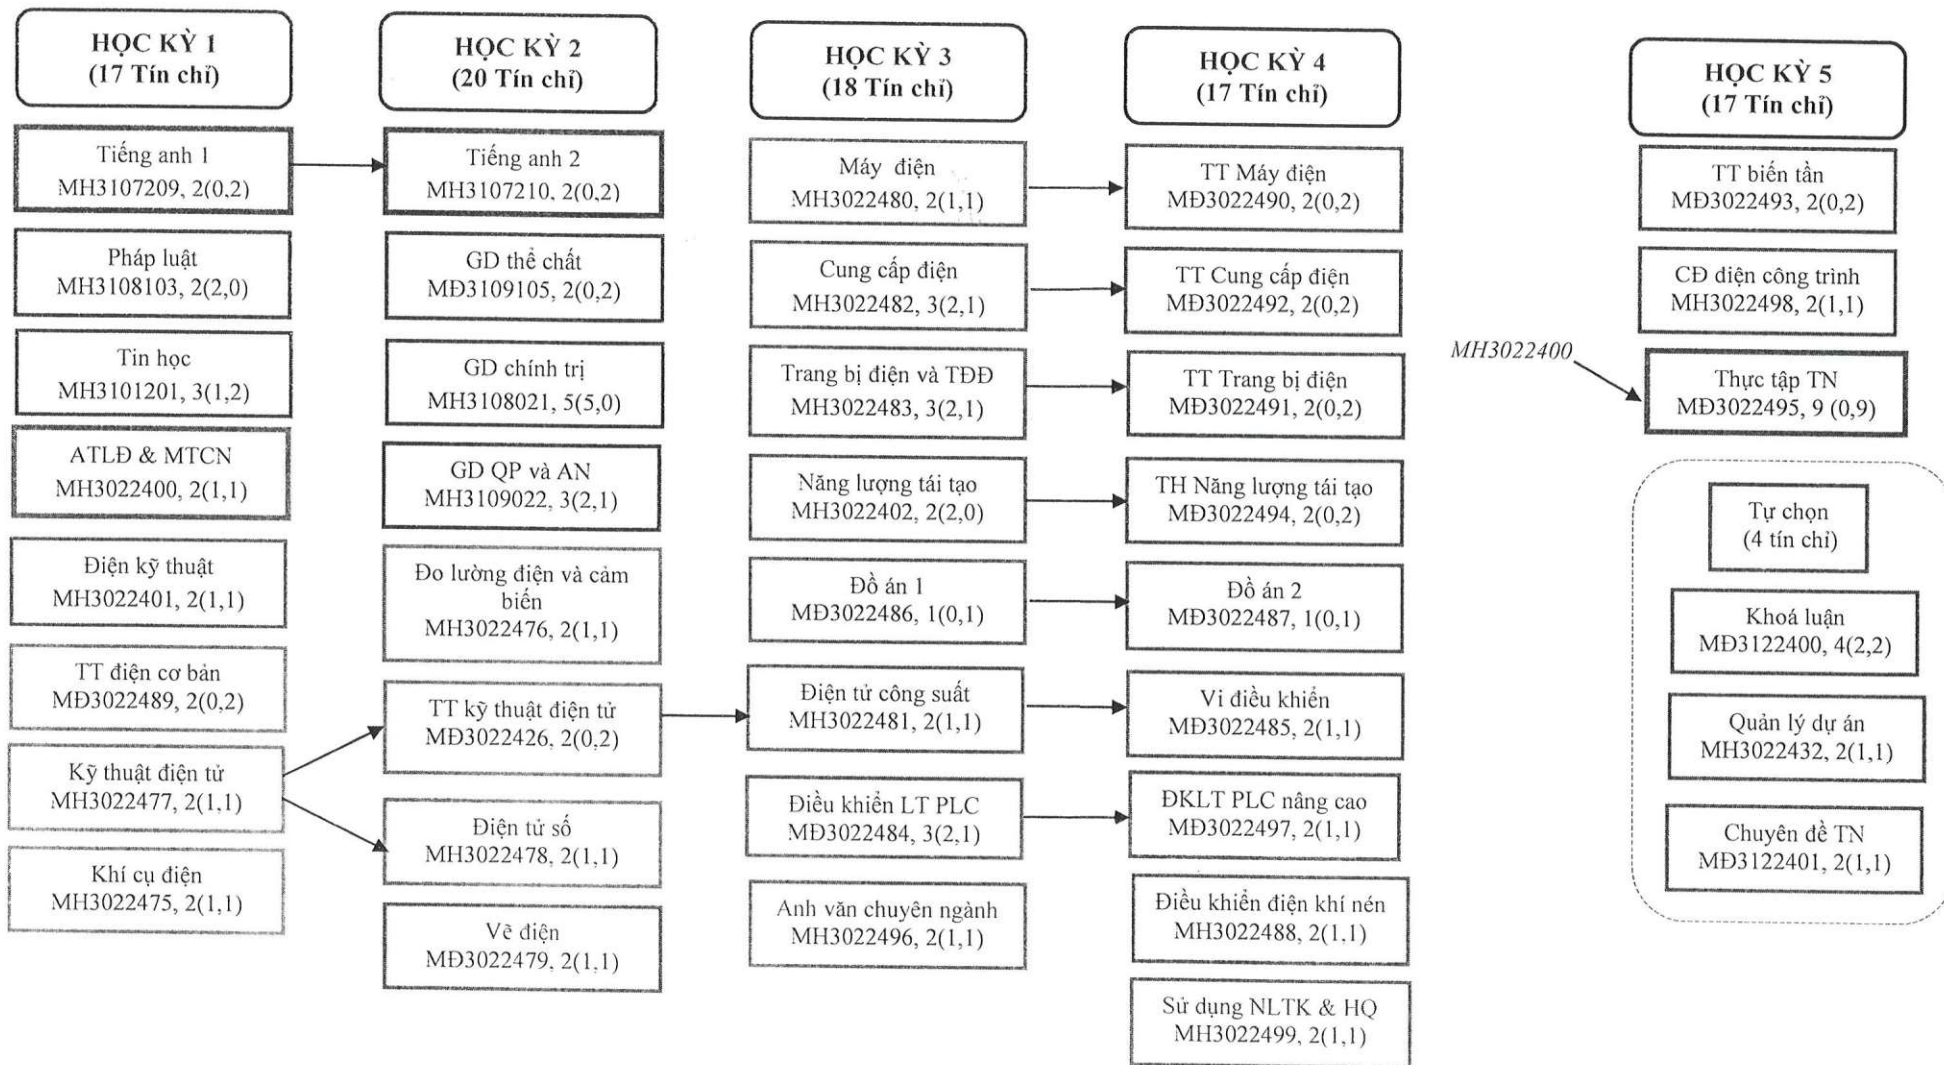 HỌC KỲ 1
(17 Tín chỉ)
Tiếng anh 1
MH3107209, 2(0,2)
Pháp luật
MH3108103, 2(2,0)
Tin học
MH3101201, 3(1,2)
ATLĐ & MTCN
MH3022400, 2(1,1)
Điện kỹ thuật
MH3022401, 2(1,1)
TT điện cơ bản
MĐ3022489, 2(0,2)
Kỹ thuật điện tử
MH3022477, 2(1,1)
Khí cụ điện
MH3022475, 2(1,1)
HỌC KỲ 2
(20 Tín chỉ)
Tiếng anh 2
MH3107210, 2(0,2)
GD thể chất
MĐ3109105, 2(0,2)
GD chính trị
MH3108021, 5(5,0)
GD QP và AN
MH3109022, 3(2,1)
Đo lường điện và cảm
biến
MH3022476, 2(1,1)
TT kỹ thuật điện tử
MĐ3022426, 2(0,2)
Điện tử số
MH3022478, 2(1,1)
Vẽ điện
MĐ3022479, 2(1,1)
HỌC KỲ 3
(18 Tín chỉ)
Máy điện
MH3022480, 2(1,1)
Cung cấp điện
MH3022482, 3(2,1)
Trang bị điện và TĐĐ
MH3022483, 3(2,1)
Năng lượng tái tạo
MH3022402, 2(2,0)
Đồ án 1
MĐ3022486, 1(0,1)
Điện tử công suất
MH3022481, 2(1,1)
Điều khiển LT PLC
MĐ3022484, 3(2,1)
Anh văn chuyên ngành
MH3022496, 2(1,1)
HỌC KỲ 4
(17 Tín chỉ)
TT Máy điện
MĐ3022490, 2(0,2)
TT Cung cấp điện
MĐ3022492, 2(0,2)
TT Trang bị điện
MĐ3022491, 2(0,2)
TH Năng lượng tái tạo
MĐ3022494, 2(0,2)
Đồ án 2
MĐ3022487, 1(0,1)
Vi điều khiển
MĐ3022485, 2(1,1)
ĐKLT PLC nâng cao
MĐ3022497, 2(1,1)
Điều khiển điện khí nén
MH3022488, 2(1,1)
Sử dụng NLTK & HQ
MH3022499, 2(1,1)
HỌC KỲ 5
(17 Tín chỉ)
TT biến tần
MĐ3022493, 2(0,2)
CĐ điện công trình
MH3022498, 2(1,1)
MH3022400
Thực tập TN
MĐ3022495, 9 (0,9)
Tự chọn
(4 tín chỉ)
Khoá luận
MĐ3122400, 4(2,2)
Quản lý dự án
MH3022432, 2(1,1)
Chuyên đề TN
MĐ3122401, 2(1,1)